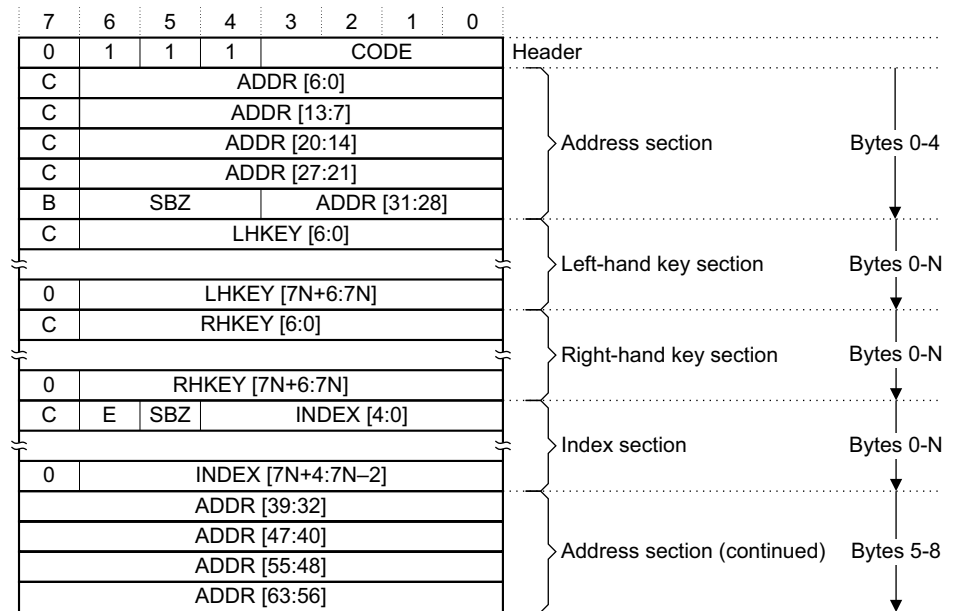 7 6 5 4 3 2 1 0
0 1 1 1 CODE Header
C ADDR [6:0]
C ADDR [13:7]
C ADDR [20:14] Address section Bytes 0-4
C ADDR [27:21]
B SBZ ADDR [31:28]
C LHKEY [6:0]
Left-hand key section Bytes 0-N
0 LHKEY [7N+6:7N]
C RHKEY [6:0]
Right-hand key section Bytes 0-N
0 RHKEY [7N+6:7N]
C E SBZ INDEX [4:0]
Index section Bytes 0-N
0 INDEX [7N+4:7N–2]
ADDR [39:32]
ADDR [47:40]
Address section (continued) Bytes 5-8
ADDR [55:48]
ADDR [63:56]